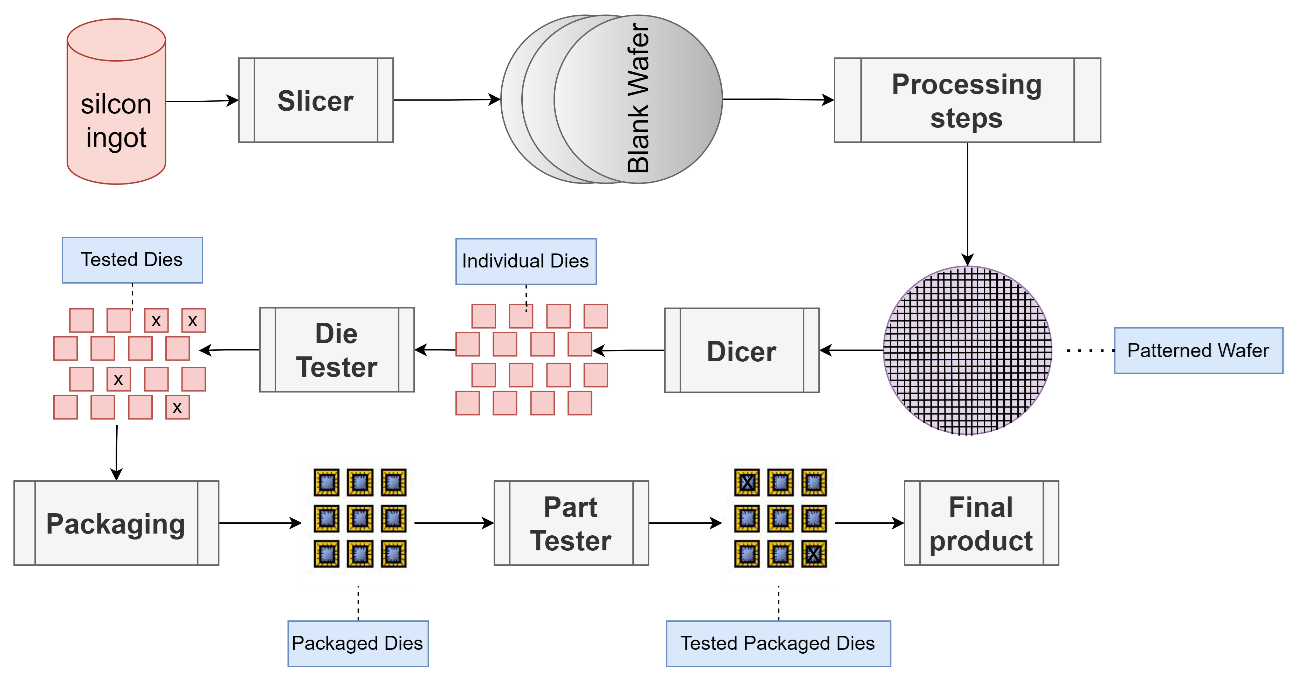 silcon
ingot
Slicer
Blank Wafer
Processing
steps
Tested Dies
Individual Dies
x
x
x
x
Die
Tester
Dicer
Patterned Wafer
Packaging
Part
Tester
X
X
Final
product
Packaged Dies
Tested Packaged Dies